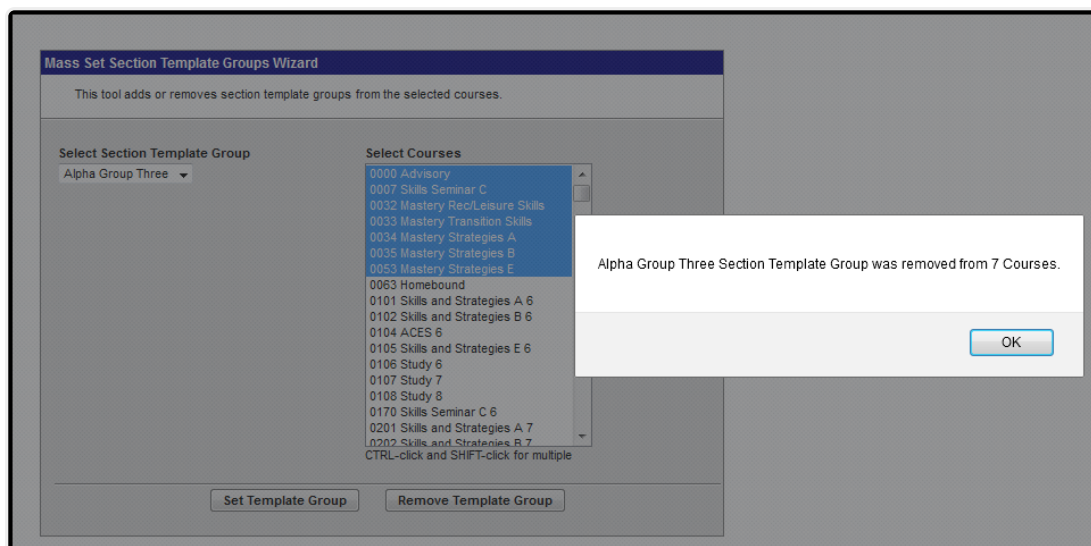 Mass Set Section Template Groups Wizard
This tool adds or removes section template groups from the selected courses.
Select Section Template Group
Alpha Group Three
Select Courses
0000 Advisory
0007 Skills Seminar C
0032 Mastery Rec/Leisure Skills
0033 Mastery Transition Skills
0034 Mastery Strategies A
0035 Mastery Strategies B
0053 Mastery Strategies E
0063 Homebound
0101 Skills and Strategies A 6
0102 Skills and Strategies B 6
0104 ACES 6
0105 Skills and Strategies E 6
0106 Study 6
0107 Study 7
0108 Study 8
0170 Skills Seminar C 6
0201 Skills and Strategies A 7
0202 Skills and Strategies B 7
CTRL-click and SHIFT-click for multiple
Set Template Group
Remove Template Group
Alpha Group Three Section Template Group was removed from 7 Courses.
OK